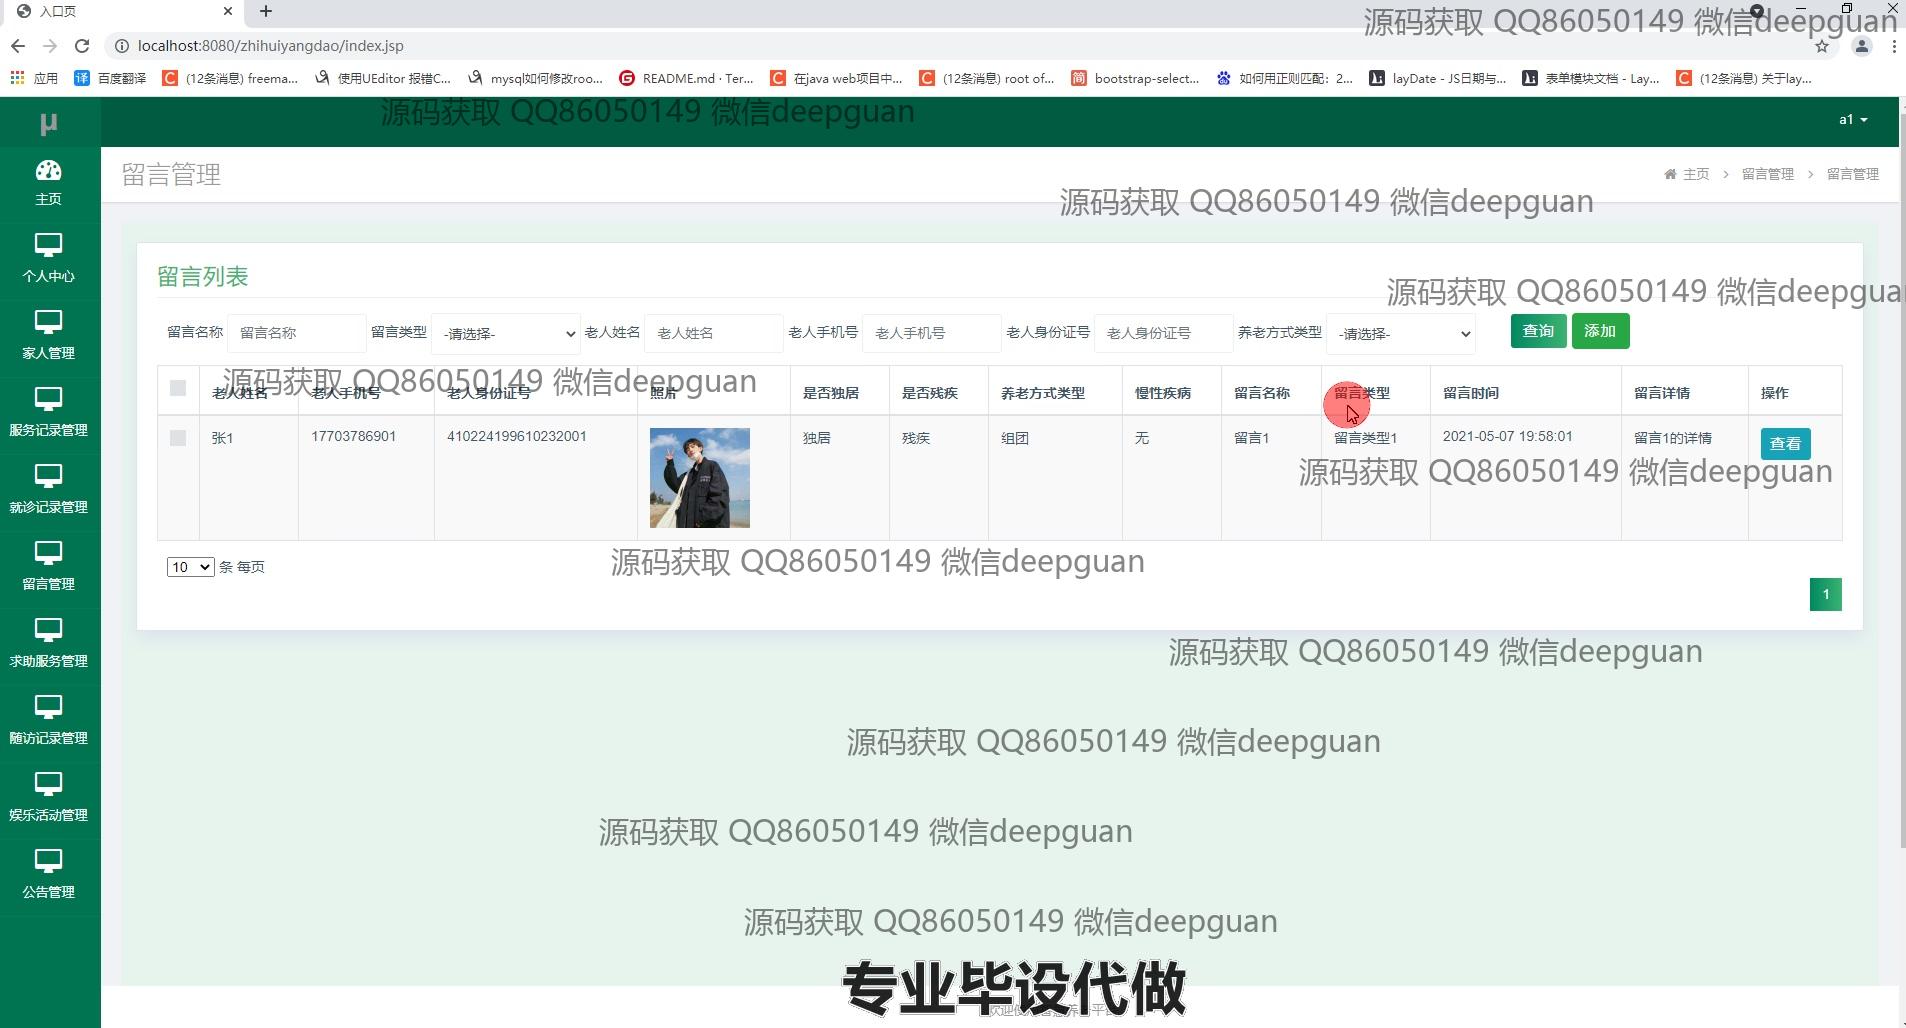 入口页
源码获取 QQ86050149 微信deepguan
localhost:8080/zhihuiyangdao/index.jsp
应用 百度翻译 (12条消息) freema... 使用UEditor 报错C... mysql如何修改roo... README.md · Ter... 在java web项目中... (12条消息) root of... bootstrap-select... 如何用正则匹配：2... layDate - JS日期与... 表单模块文档 - Lay... (12条消息) 关于lay...
源码获取 QQ86050149 微信deepguan
μ
a1
主页
个人中心
家人管理
服务记录管理
就诊记录管理
留言管理
求助服务管理
随访记录管理
娱乐活动管理
公告管理
留言管理
主页 > 留言管理 > 留言管理
源码获取 QQ86050149 微信deepguan
留言列表
源码获取 QQ86050149 微信deepgua
留言名称 留言名称 留言类型 -请选择- 老人姓名 老人姓名 老人手机号 老人手机号 老人身份证号 老人身份证号 养老方式类型 -请选择- 查询 添加
源码获取 QQ86050149 微信deepguan
老人姓名 老人手机号 老人身份证号 照片 是否独居 是否残疾 养老方式类型 慢性疾病 留言名称 留言类型 留言时间 留言详情 操作
张1 17703786901 410224199610232001 独居 残疾 组团 无 留言1 留言类型1 2021-05-07 19:58:01 留言1的详情 查看
源码获取 QQ86050149 微信deepguan
10 条 每页
源码获取 QQ86050149 微信deepguan
1
源码获取 QQ86050149 微信deepguan
源码获取 QQ86050149 微信deepguan
源码获取 QQ86050149 微信deepguan
源码获取 QQ86050149 微信deepguan
专业毕设代做